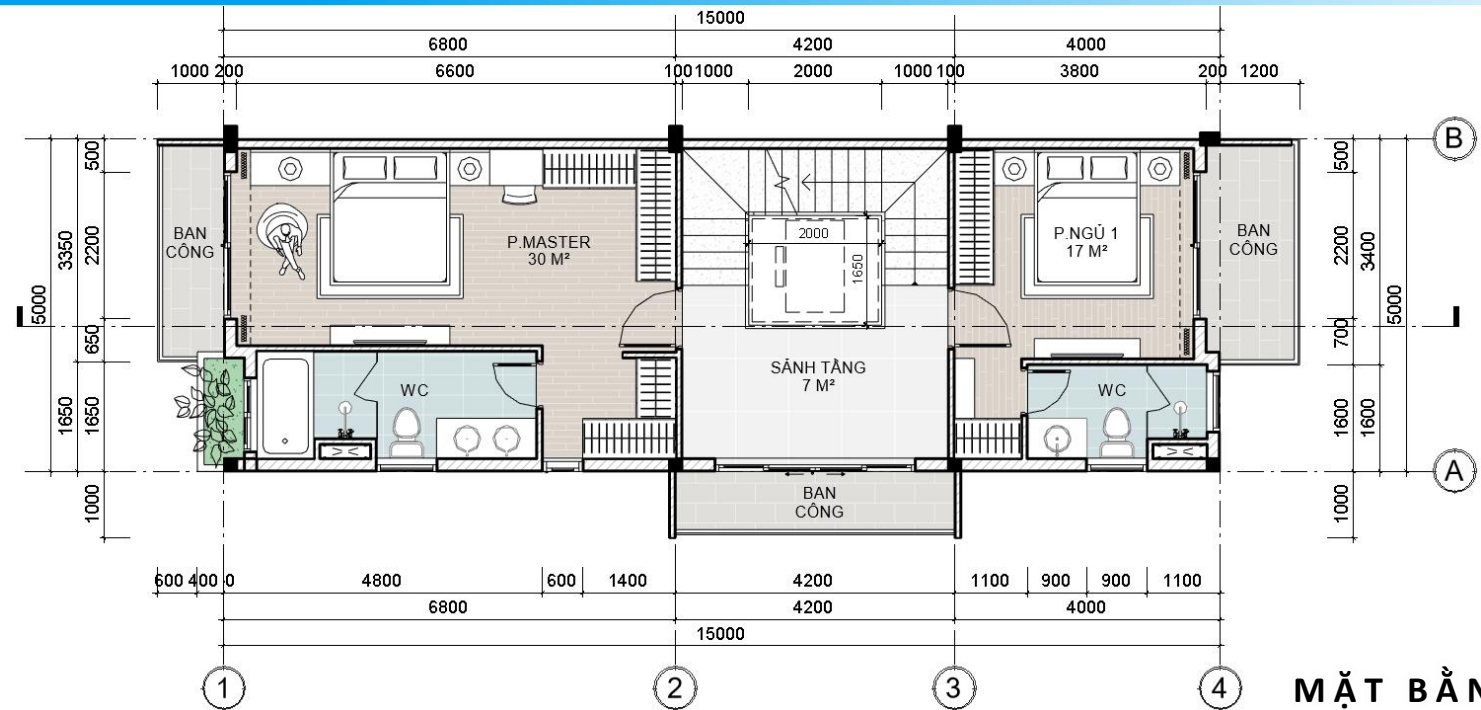 15000
6800 4200 4000
1000 200 6600 100 1000 2000 1000 100 3800 200 1200
B
500
2200
650
3350
1650
1650
5000
1000
500
2200
700
1600
3400
1600
5000
1000
BAN
CÔNG
P.MASTER
30 M²
2000
1650
P.NGỦ 1
17 M²
BAN
CÔNG
WC
SẢNH TẦNG
7 M²
WC
A
BAN
CÔNG
600 400 0 4800 600 1400 4200 1100 900 900 1100
6800 4200 4000
15000
1 2 3 4
MẶT BẰN